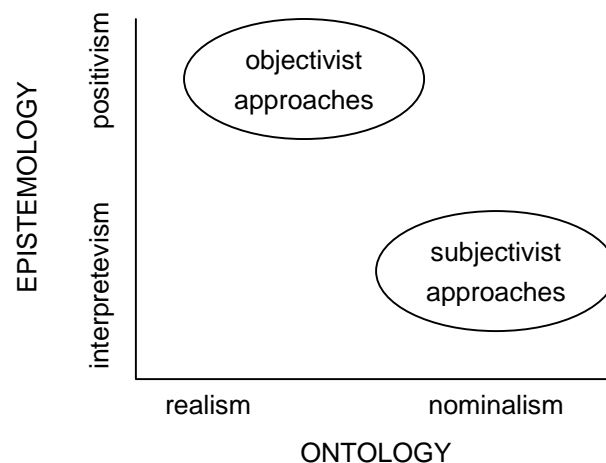 EPISTEMOLOGY
positivism
interpretevism
objectivist
approaches
subjectivist
approaches
realism
nominalism
ONTOLOGY